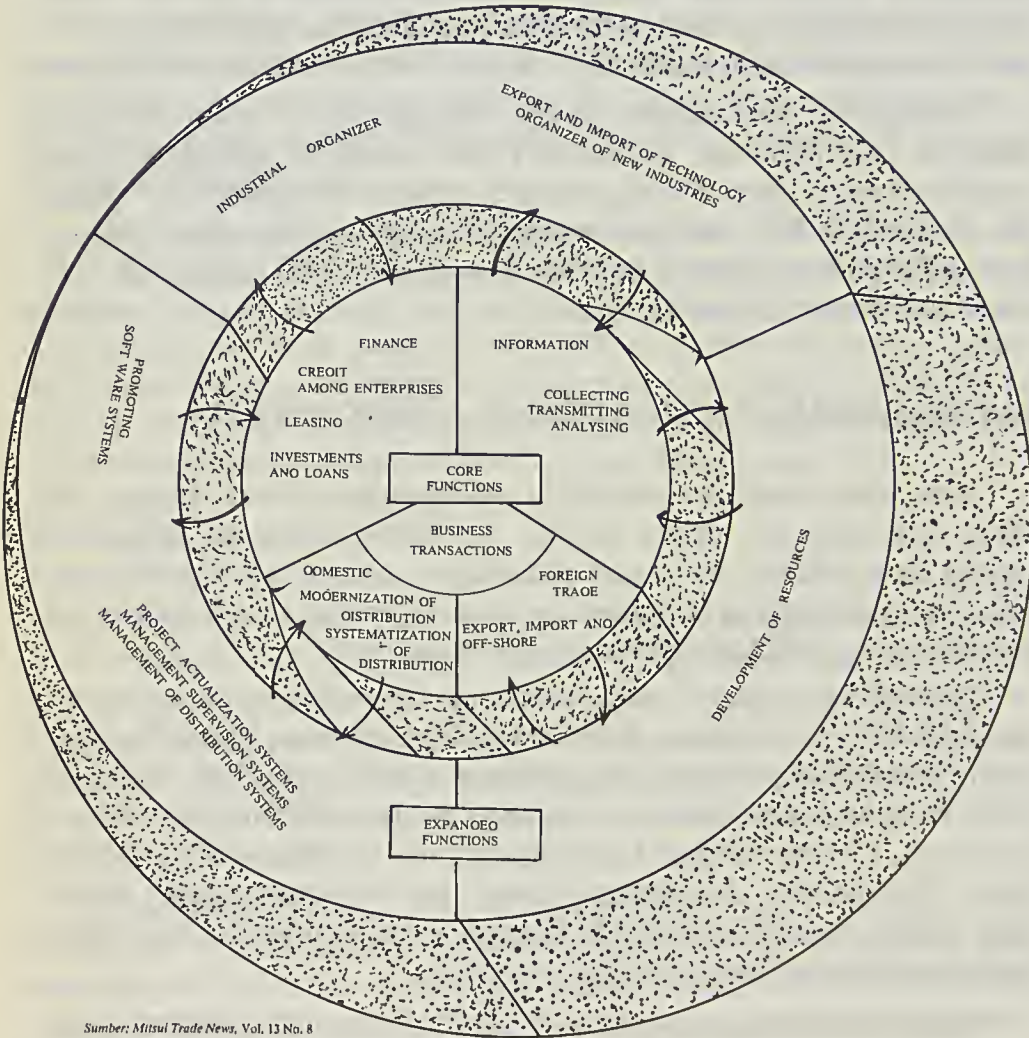 EXPORT AND IMPORT OF TECHNOLOGY
ORGANIZER OF NEW INDUSTRIES
INDUSTRIAL ORGANIZER
PROMOTING
SOFT WARE SYSTEMS
FINANCE
CREOIT
AMONG ENTERPRISES
LEASINO
INVESTMENTS
ANO LOANS
INFORMATION
COLLECTING
TRANSMITTING
ANALYSING
CORE
FUNCTIONS
BUSINESS
TRANSACTIONS
OOMESTIC
MODERNIZATION OF
OISTRIBUTION
SYSTEMATIZATION
OF
DISTRIBUTION
FOREIGN
TRAOE
EXPORT, IMPORT AND
OFF-SHORE
DEVELOPMENT OF RESOURCES
PROJECT ACTUALIZATION SYSTEMS
MANAGEMENT SUPERVISION SYSTEMS
MANAGEMENT OF DISTRIBUTION SYSTEMS
EXPANOEO
FUNCTIONS
Sumber: Mitsui Trade News, Vol. 13 No. 8